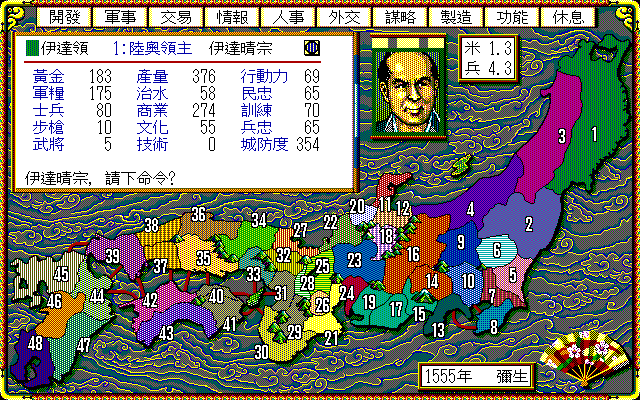 開發 軍事 交易 情報 人事 外交 謀略 製造 功能 休息
伊達領 1:陸奧領主 伊達晴宗
黃金 183 產量 376 行動力 69
軍糧 175 治水 58 民忠 65
士兵 80 商業 274 訓練 70
步槍 10 文化 55 兵忠 65
武將 5 技術 0 城防度 354
伊達晴宗, 請下命令?
米 1.3
兵 4.3
3 1
11 12
20
38 36 34 22 4 2
27
18
39 37 35 32 23 16 9 6
45 33 25
46 44 42 40 31 28 24 14 10 5
26 19 17 15 7
48 47 43 41 29 21 13 8
30
1555年 彌生